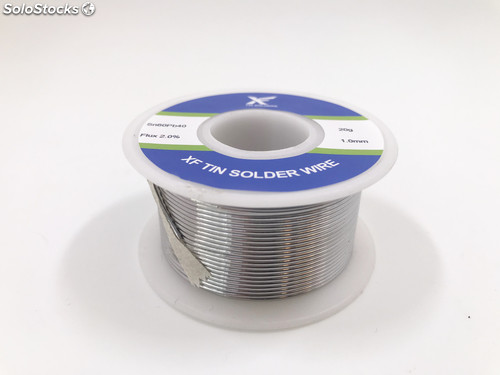 SoloStocks
Sn60Pb40
Flux 2.0%
20g
1.0mm
XF TIN SOLDER WIRE